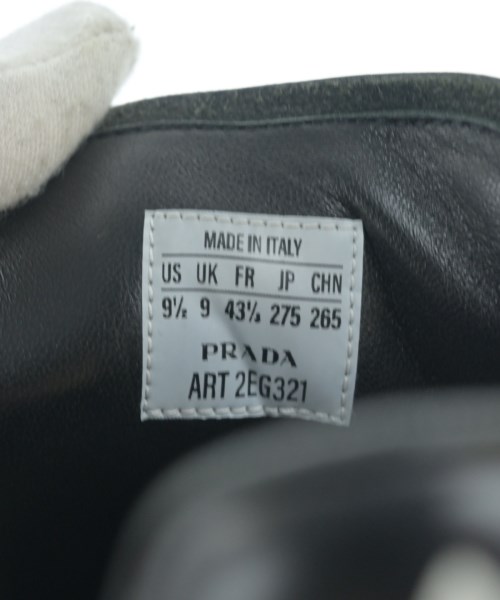 MADE IN ITALY
US UK FR JP CHN
9½ 9 43½ 275 265
PRADA
ART 2EG321